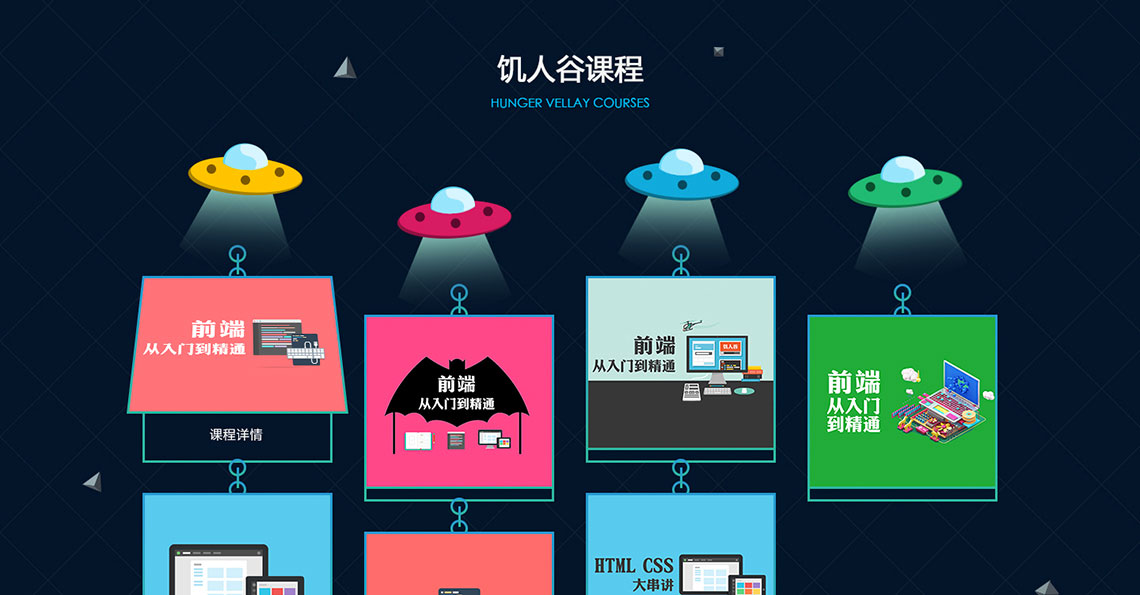 饥人谷课程
HUNGER VELLAY COURSES
前端
从入门到精通
课程详情
前端
从入门到精通
前端
从入门到精通
饥人谷
前端
从入门
到精通
HTML CSS
大串讲